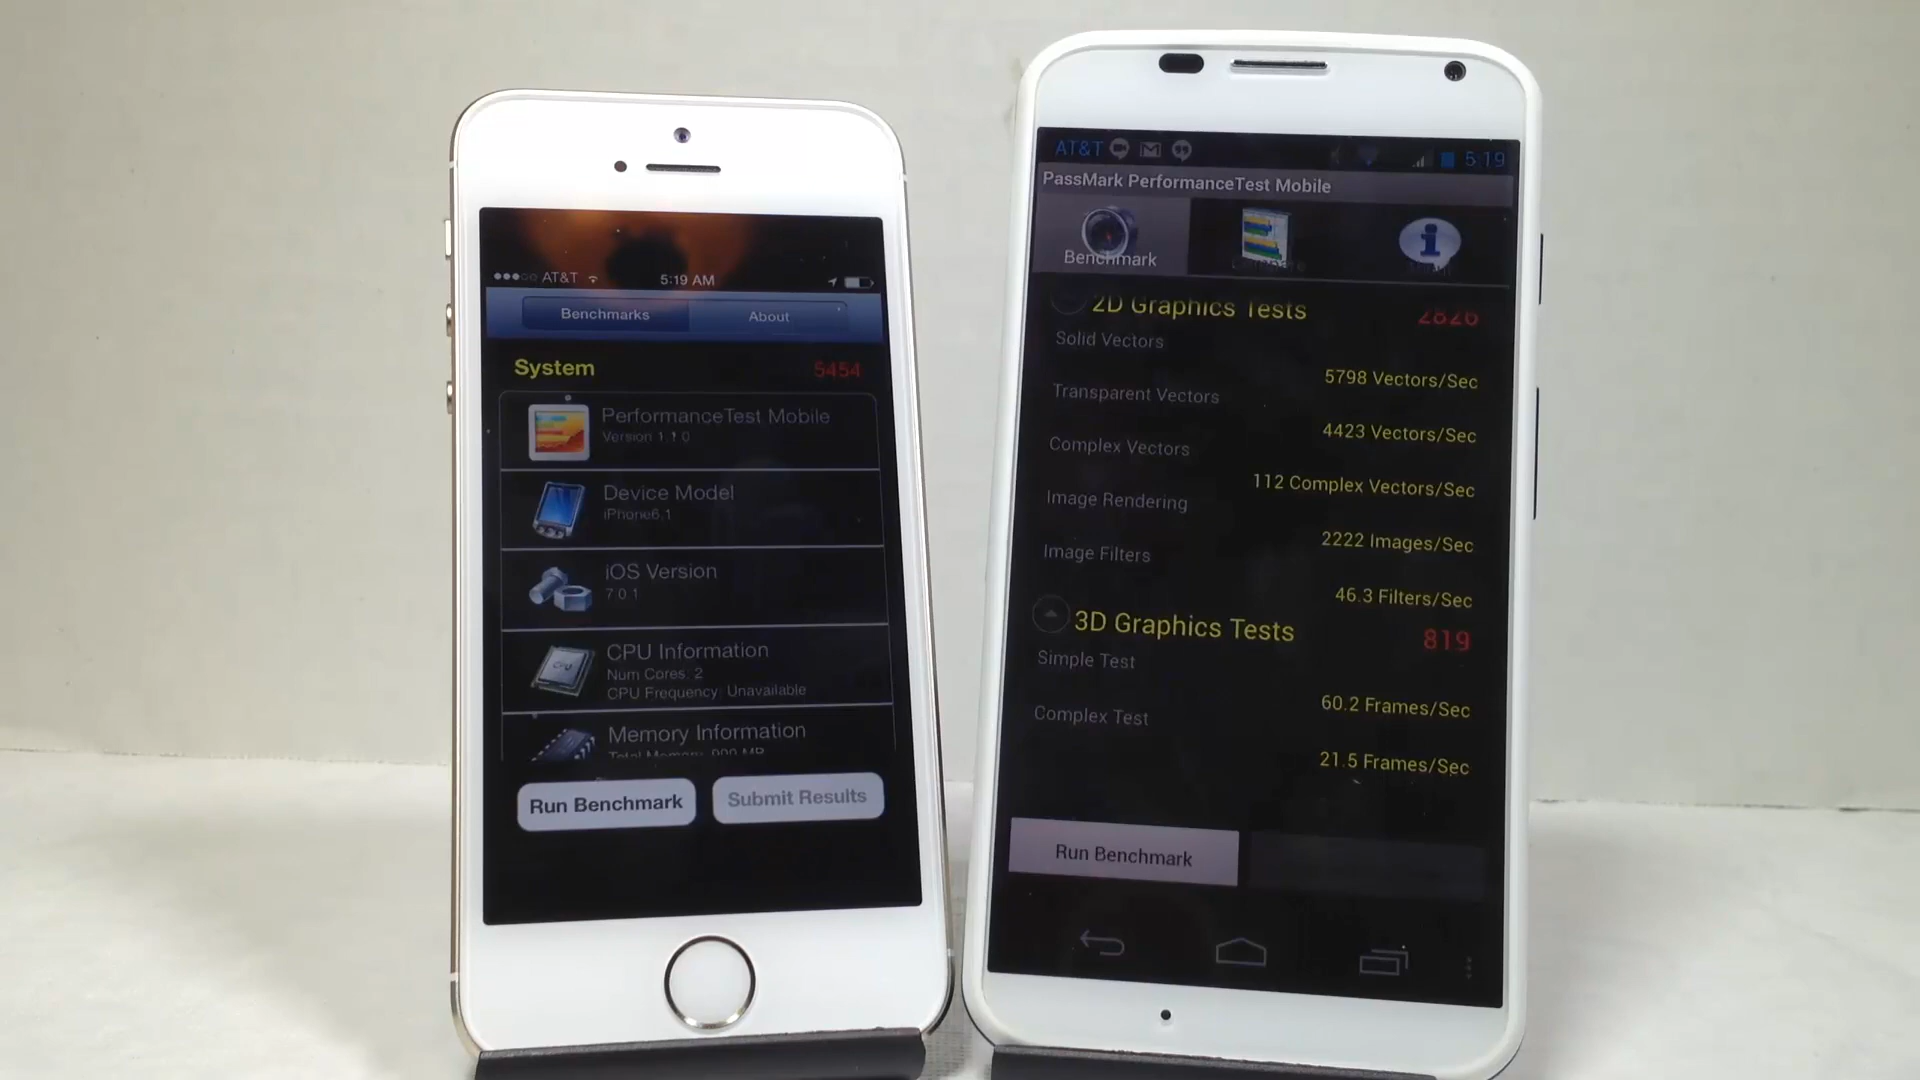 AT&T
5:19 AM
Benchmarks
About
System
5454
PerformanceTest Mobile
Version 1.1.0
Device Model
iPhone6,1
iOS Version
7.0.1
CPU Information
Num Cores: 2
CPU Frequency: Unavailable
Memory Information
Total Memory: 999 MB
Run Benchmark
Submit Results
AT&T
5:19
PassMark PerformanceTest Mobile
Benchmark
2D Graphics Tests
2826
Solid Vectors
5798 Vectors/Sec
Transparent Vectors
4423 Vectors/Sec
Complex Vectors
112 Complex Vectors/Sec
Image Rendering
2222 Images/Sec
Image Filters
46.3 Filters/Sec
3D Graphics Tests
819
Simple Test
60.2 Frames/Sec
Complex Test
21.5 Frames/Sec
Run Benchmark